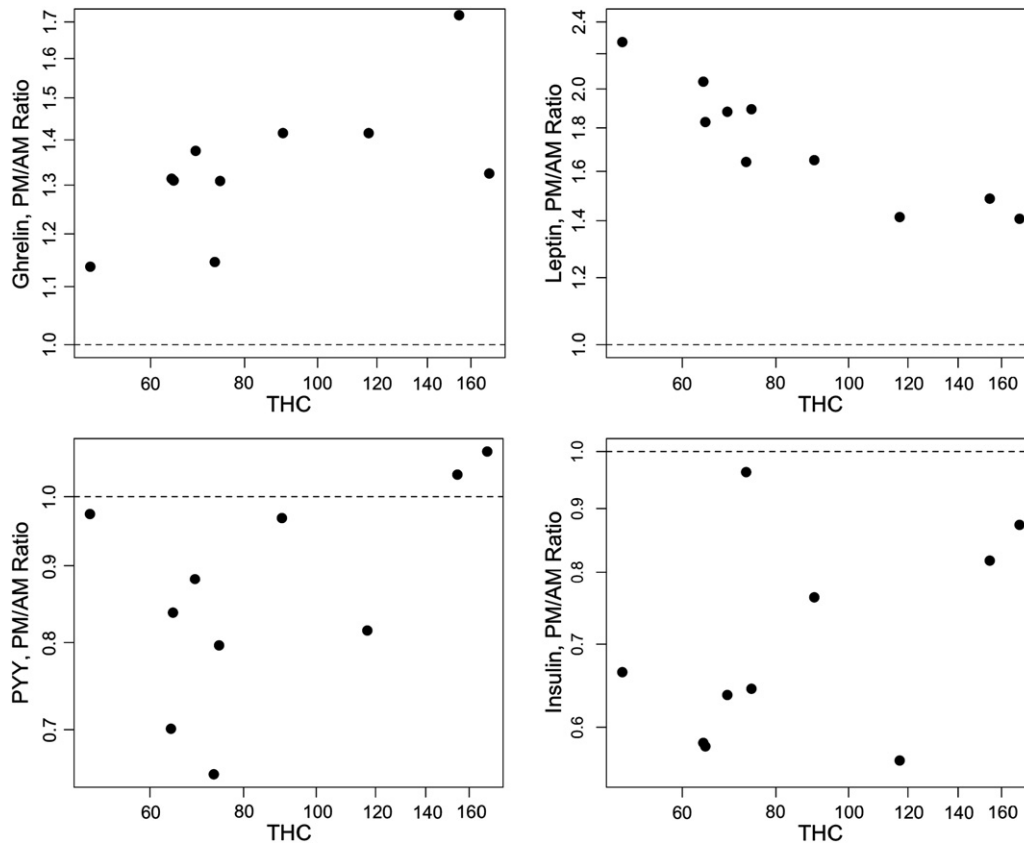 Ghrelin, PM/AM Ratio
1.7
1.6
1.5
1.4
1.3
1.2
1.1
1.0
60 80 100 120 140 160
THC
Leptin, PM/AM Ratio
2.4
2.0
1.8
1.6
1.4
1.2
1.0
60 80 100 120 140 160
THC
PYY, PM/AM Ratio
1.0
0.9
0.8
0.7
60 80 100 120 140 160
THC
Insulin, PM/AM Ratio
1.0
0.9
0.8
0.7
0.6
60 80 100 120 140 160
THC